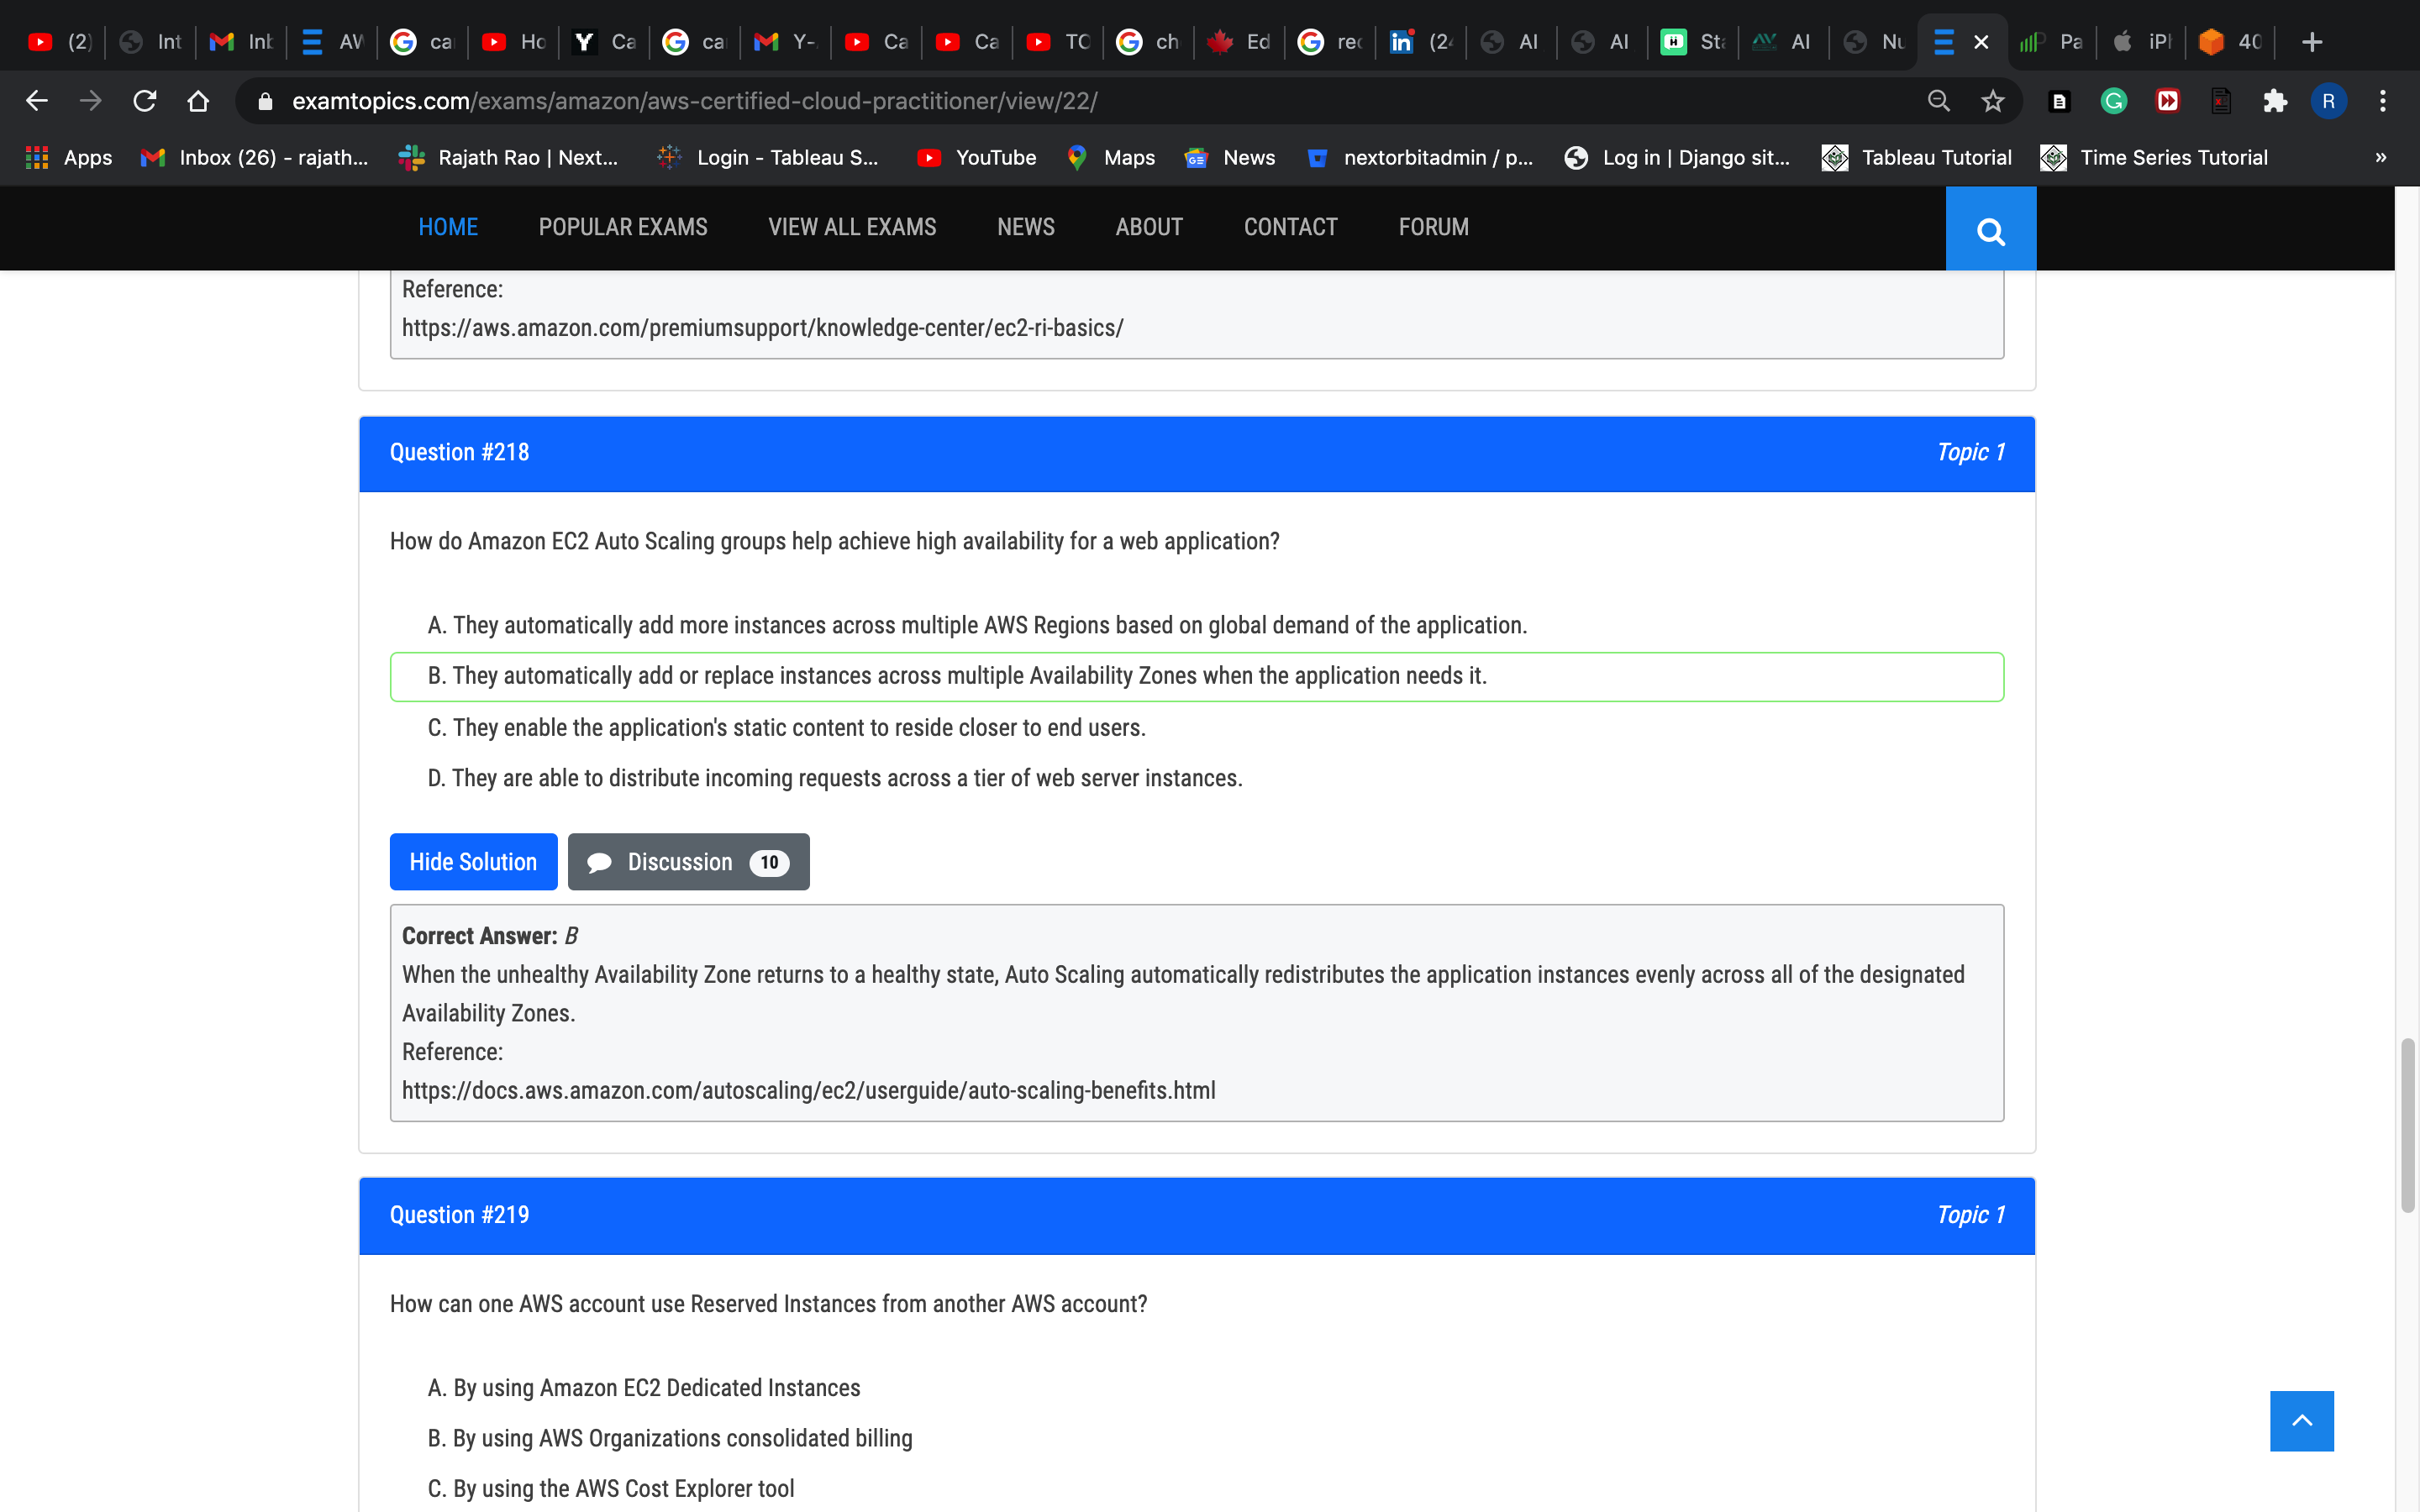 (2)
Int
Inb
AW
ca
Ho
Ca
ca
Y-
Ca
Ca
TO
ch
Ed
rec
(24
AI
AI
Sta
AI
Nu
Pa
iPh
40
examtopics.com/exams/amazon/aws-certified-cloud-practitioner/view/22/
R
Apps
Inbox (26) - rajath...
Rajath Rao | Next...
Login - Tableau S...
YouTube
Maps
News
nextorbitadmin / p...
Log in | Django sit...
Tableau Tutorial
Time Series Tutorial
»
HOME
POPULAR EXAMS
VIEW ALL EXAMS
NEWS
ABOUT
CONTACT
FORUM
Reference:
https://aws.amazon.com/premiumsupport/knowledge-center/ec2-ri-basics/
Question #218
Topic 1
How do Amazon EC2 Auto Scaling groups help achieve high availability for a web application?
A. They automatically add more instances across multiple AWS Regions based on global demand of the application.
B. They automatically add or replace instances across multiple Availability Zones when the application needs it.
C. They enable the application's static content to reside closer to end users.
D. They are able to distribute incoming requests across a tier of web server instances.
Hide Solution
Discussion 10
Correct Answer: B
When the unhealthy Availability Zone returns to a healthy state, Auto Scaling automatically redistributes the application instances evenly across all of the designated
Availability Zones.
Reference:
https://docs.aws.amazon.com/autoscaling/ec2/userguide/auto-scaling-benefits.html
Question #219
Topic 1
How can one AWS account use Reserved Instances from another AWS account?
A. By using Amazon EC2 Dedicated Instances
B. By using AWS Organizations consolidated billing
C. By using the AWS Cost Explorer tool